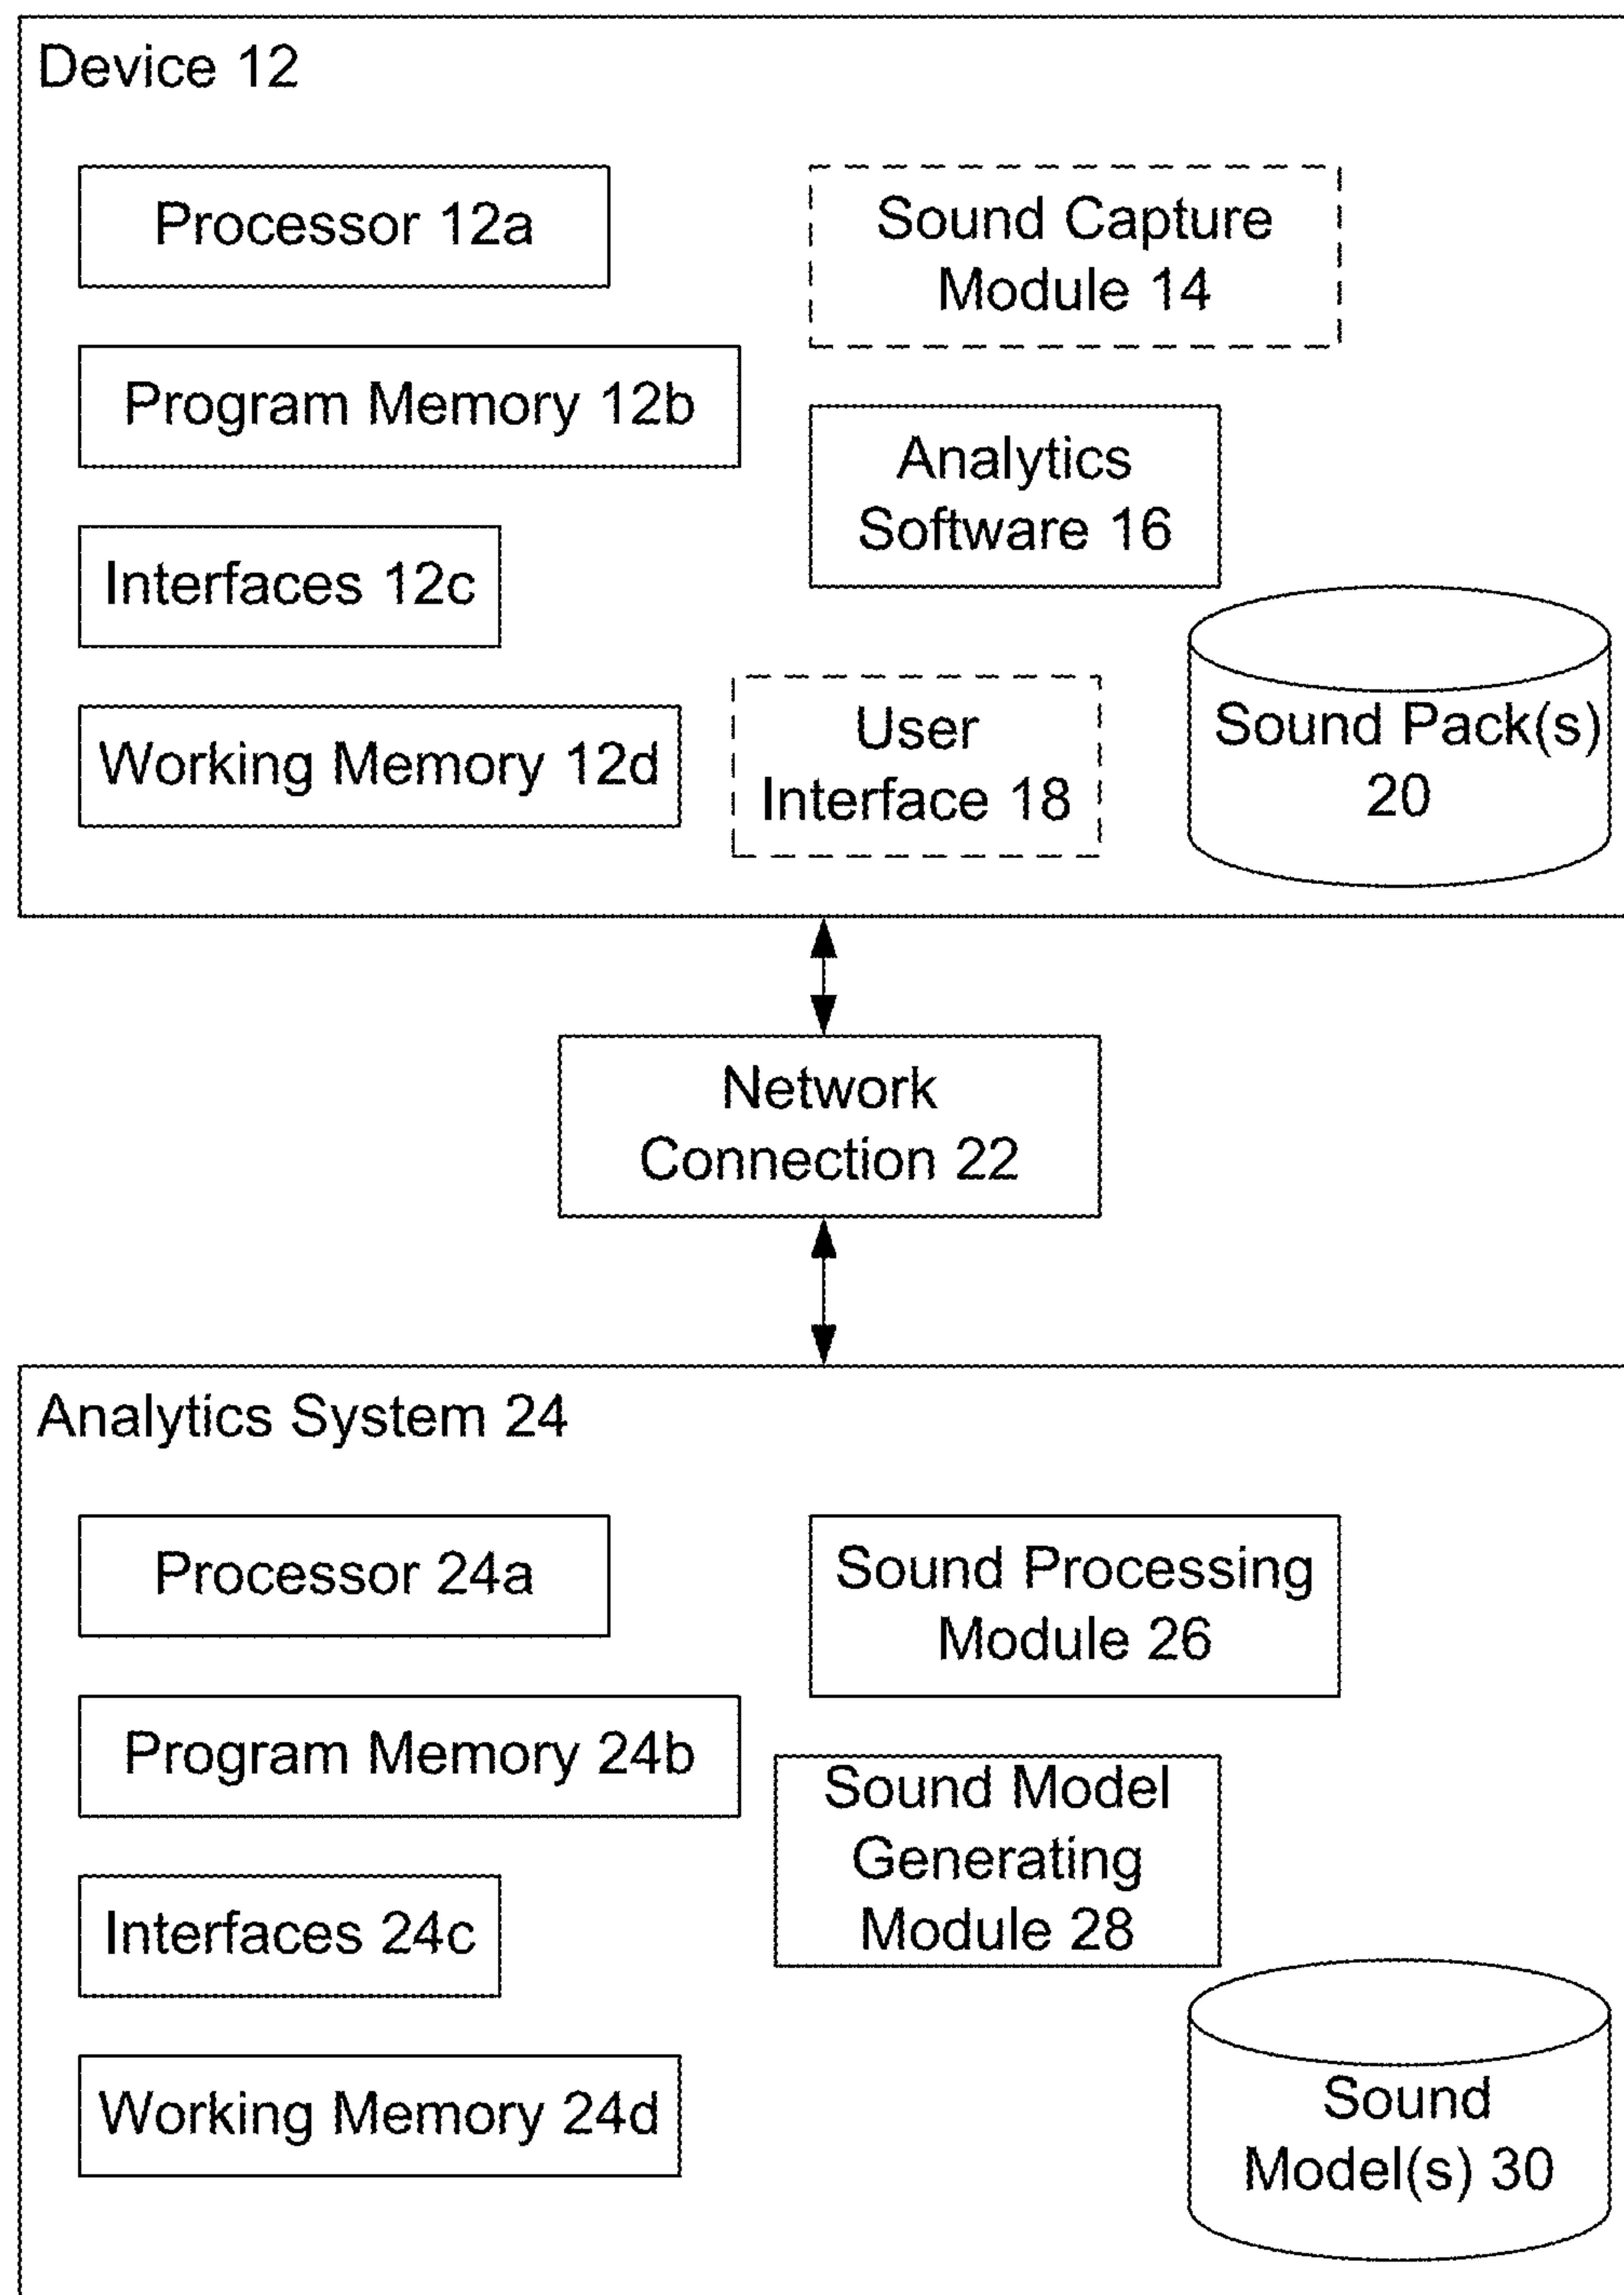 Device 12
Processor 12a
Sound Capture
Module 14
Program Memory 12b
Analytics
Software 16
Interfaces 12c
Working Memory 12d
User
Interface 18
Sound Pack(s)
20
Network
Connection 22
Analytics System 24
Processor 24a
Sound Processing
Module 26
Program Memory 24b
Sound Model
Generating
Module 28
Interfaces 24c
Working Memory 24d
Sound
Model(s) 30